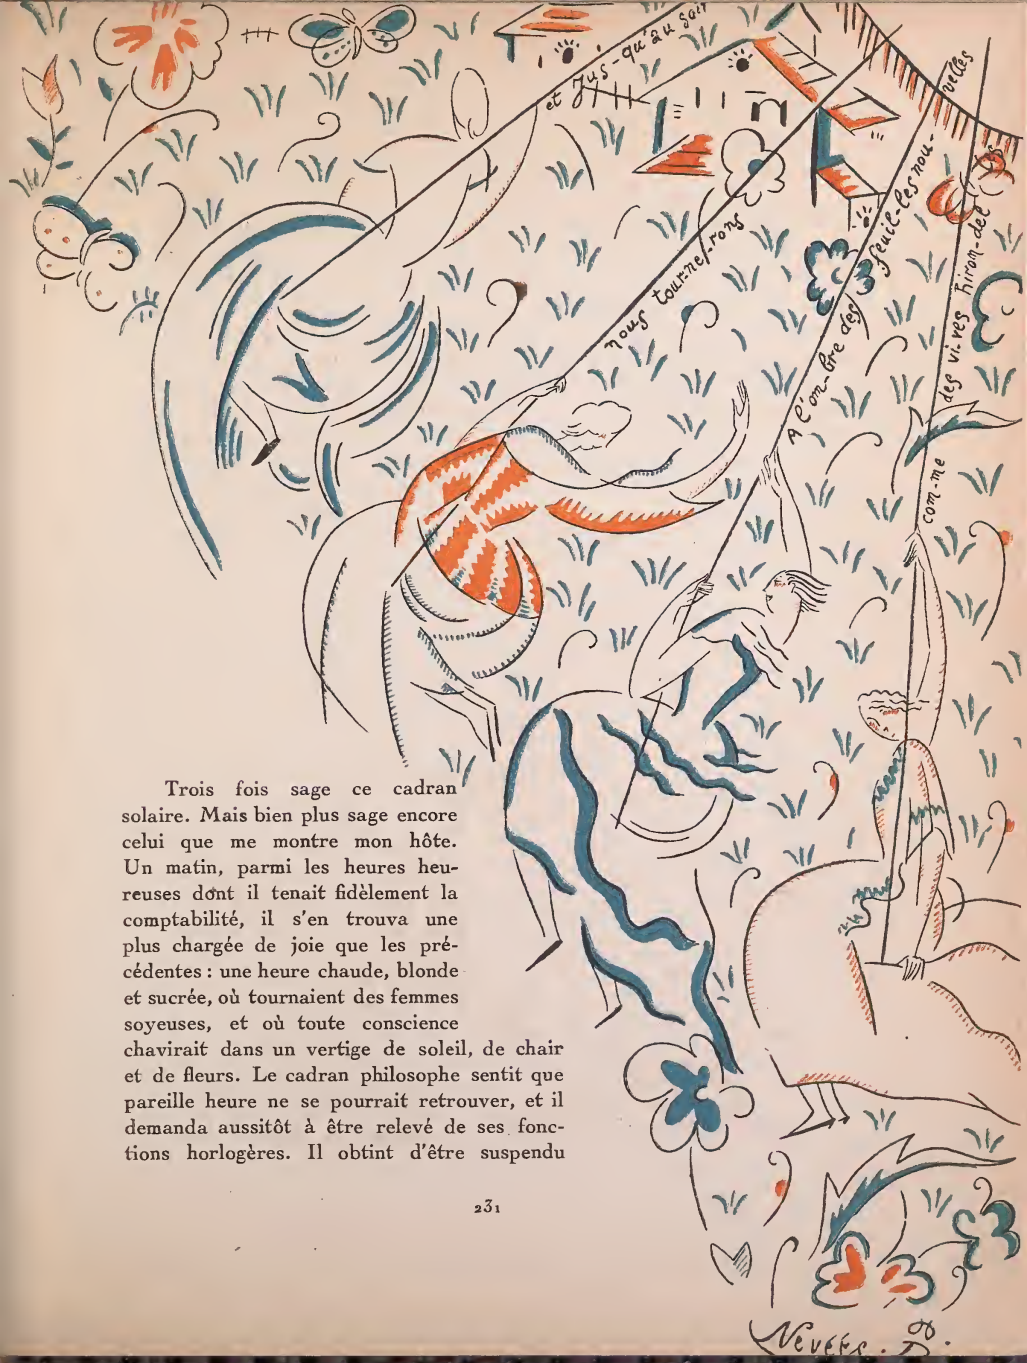 et jus-qu'au soir
nous tour-ne-rons
A l'om-bre des feuil-les nou-
velles
com-me des vi-ves hiron-del
Trois fois sage ce cadran
solaire. Mais bien plus sage encore
celui que me montre mon hôte.
Un matin, parmi les heures heu-
reuses dont il tenait fidèlement la
comptabilité, il s'en trouva une
plus chargée de joie que les pré-
cédentes : une heure chaude, blonde
et sucrée, où tournaient des femmes
soyeuses, et où toute conscience
chavirait dans un vertige de soleil, de chair
et de fleurs. Le cadran philosophe sentit que
pareille heure ne se pourrait retrouver, et il
demanda aussitôt à être relevé de ses fonc-
tions horlogères. Il obtint d'être suspendu
231